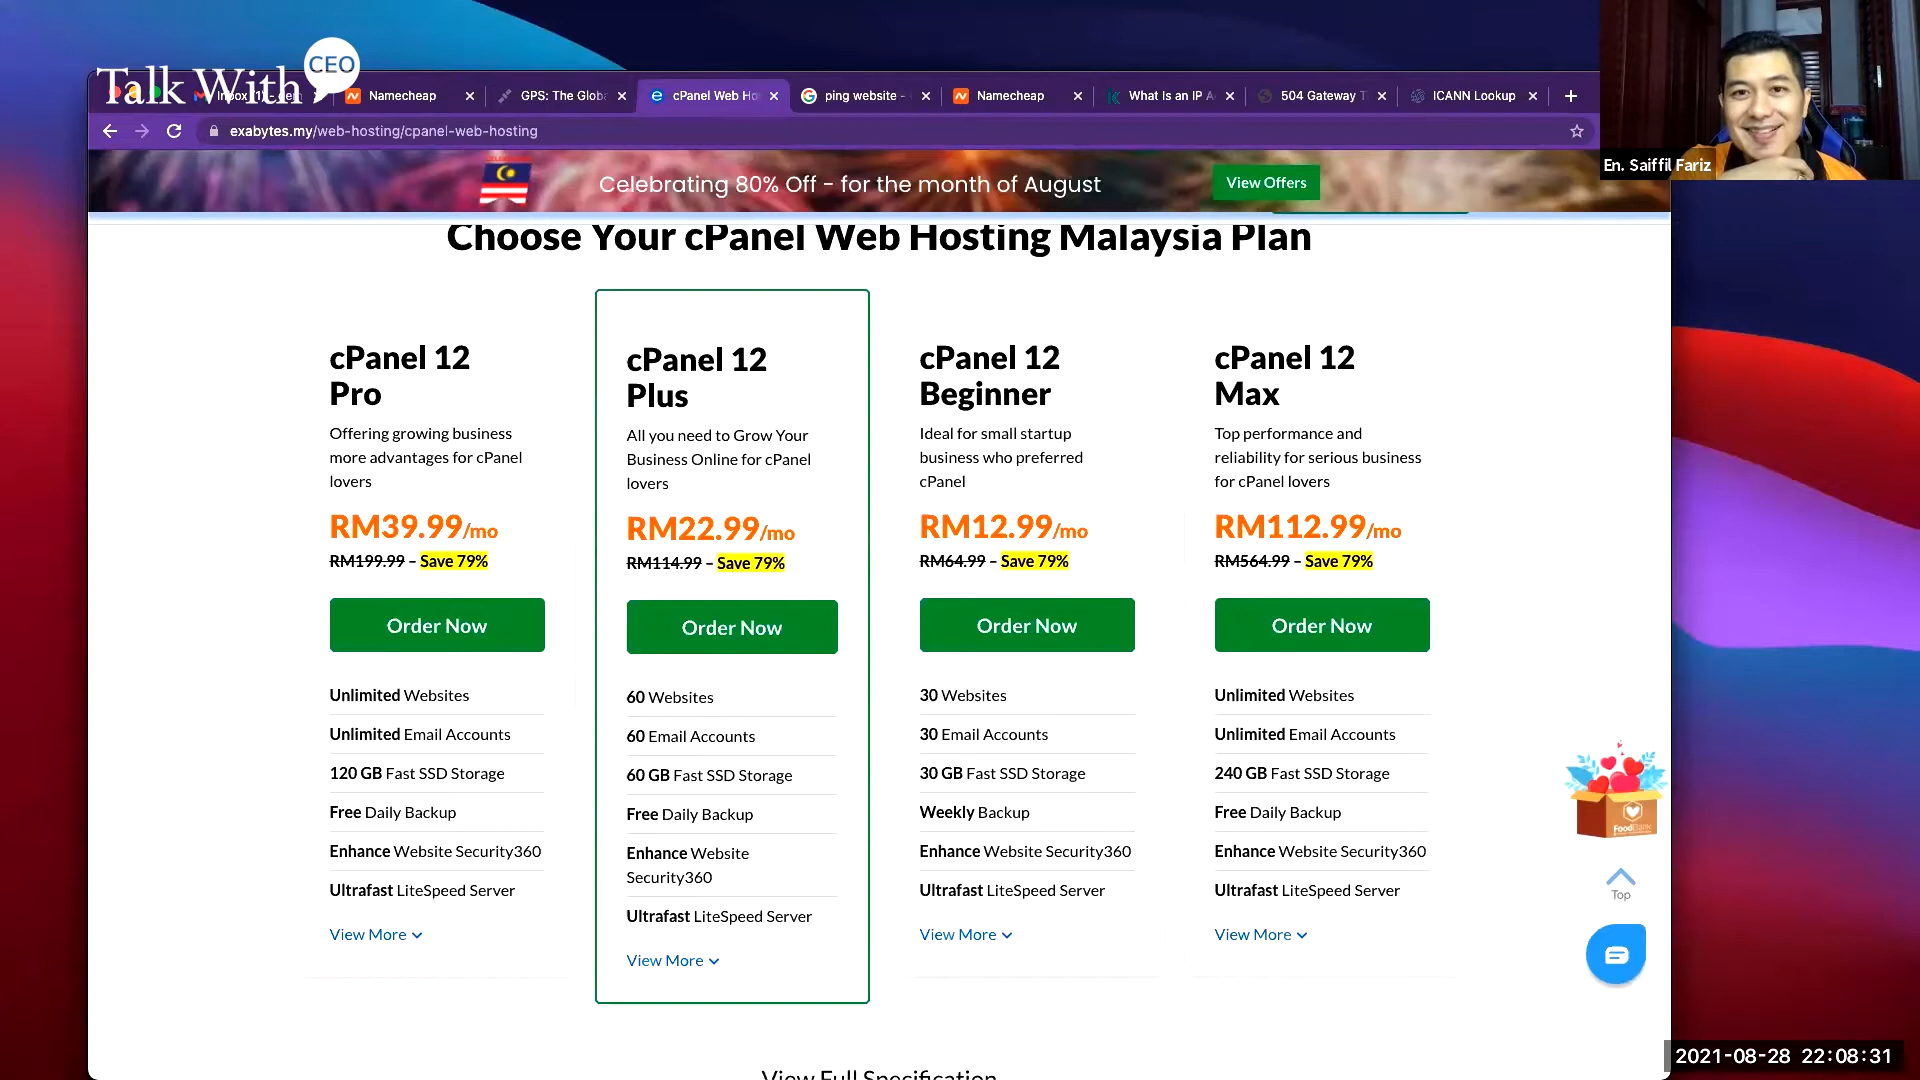 Talk With CEO
Inbox (1) - de
Namecheap
GPS: The Globa
cPanel Web Ho
ping website -
Namecheap
What Is an IP A
504 Gateway T
ICANN Lookup
exabytes.my/web-hosting/cpanel-web-hosting
En. Saiffil Fariz
Celebrating 80% Off - for the month of August
View Offers
Choose Your cPanel Web Hosting Malaysia Plan
cPanel 12
Pro
Offering growing business
more advantages for cPanel
lovers
RM39.99/mo
RM199.99 – Save 79%
Order Now
Unlimited Websites
Unlimited Email Accounts
120 GB Fast SSD Storage
Free Daily Backup
Enhance Website Security360
Ultrafast LiteSpeed Server
View More
cPanel 12
Plus
All you need to Grow Your
Business Online for cPanel
lovers
RM22.99/mo
RM114.99 – Save 79%
Order Now
60 Websites
60 Email Accounts
60 GB Fast SSD Storage
Free Daily Backup
Enhance Website
Security360
Ultrafast LiteSpeed Server
View More
cPanel 12
Beginner
Ideal for small startup
business who preferred
cPanel
RM12.99/mo
RM64.99 – Save 79%
Order Now
30 Websites
30 Email Accounts
30 GB Fast SSD Storage
Weekly Backup
Enhance Website Security360
Ultrafast LiteSpeed Server
View More
cPanel 12
Max
Top performance and
reliability for serious business
for cPanel lovers
RM112.99/mo
RM564.99 – Save 79%
Order Now
Unlimited Websites
Unlimited Email Accounts
240 GB Fast SSD Storage
Free Daily Backup
Enhance Website Security360
Ultrafast LiteSpeed Server
View More
FoodBank
Top
View Full Specification
2021-08-28 22:08:31